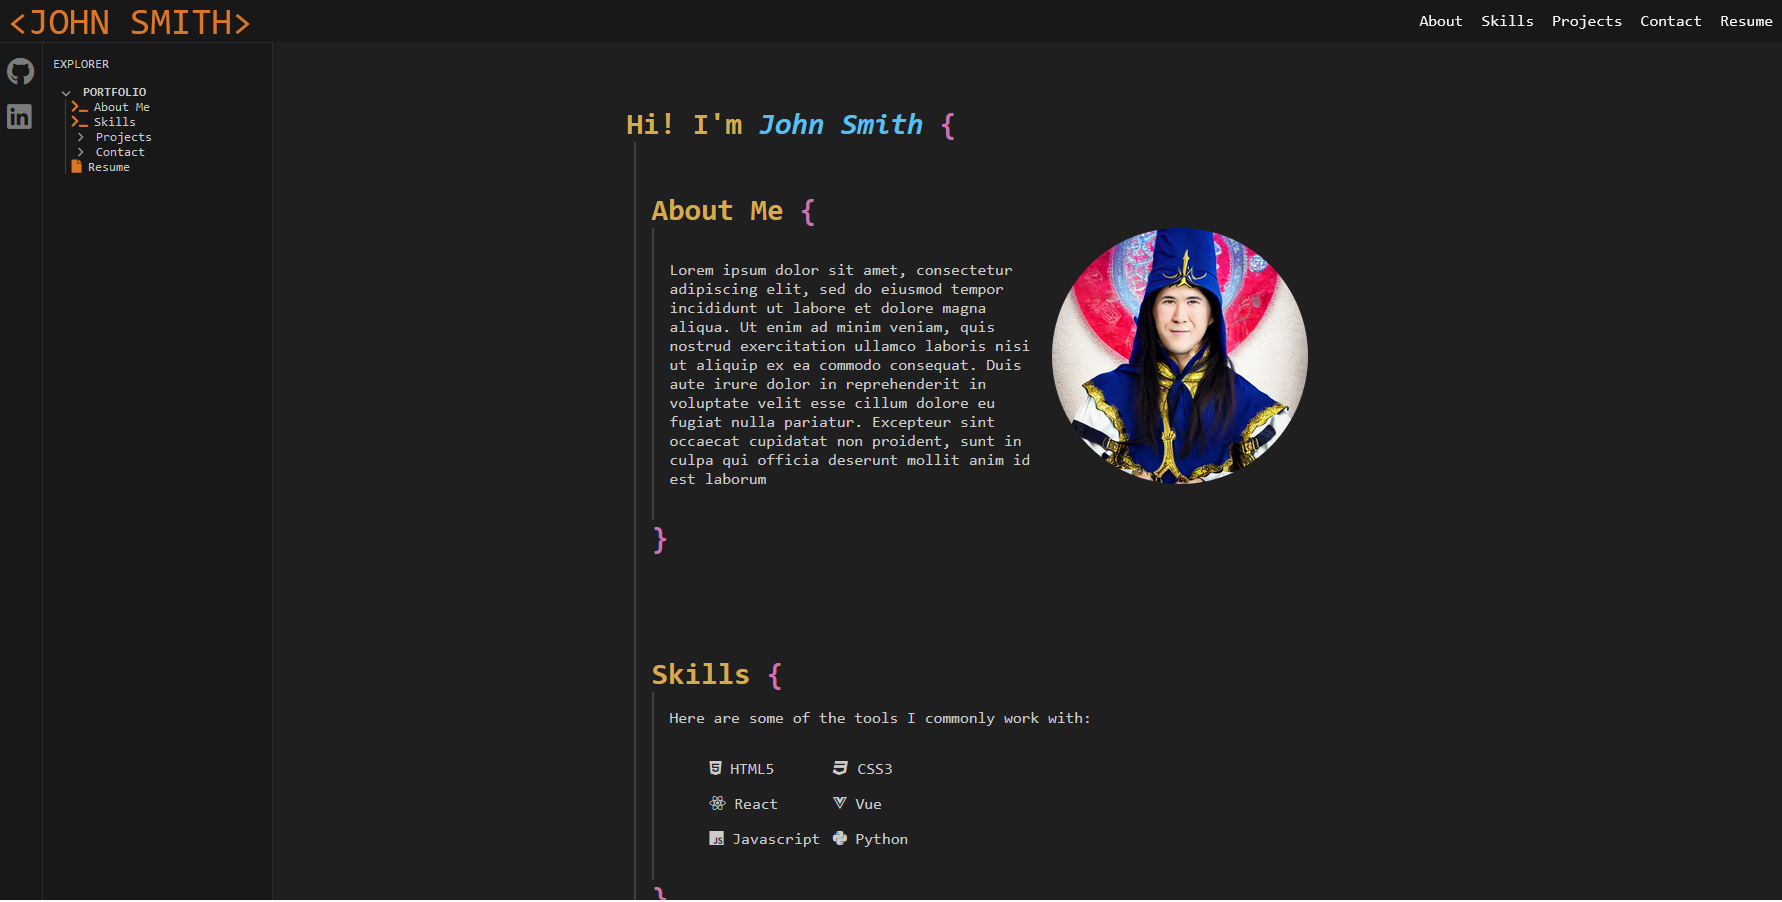 <JOHN SMITH>
About Skills Projects Contact Resume
EXPLORER
PORTFOLIO
About Me
Skills
Projects
Contact
Resume
Hi! I'm John Smith {
About Me {
Lorem ipsum dolor sit amet, consectetur
adipiscing elit, sed do eiusmod tempor
incididunt ut labore et dolore magna
aliqua. Ut enim ad minim veniam, quis
nostrud exercitation ullamco laboris nisi
ut aliquip ex ea commodo consequat. Duis
aute irure dolor in reprehenderit in
voluptate velit esse cillum dolore eu
fugiat nulla pariatur. Excepteur sint
occaecat cupidatat non proident, sunt in
culpa qui officia deserunt mollit anim id
est laborum
}
Skills {
Here are some of the tools I commonly work with:
HTML5 CSS3
React Vue
Javascript Python
}